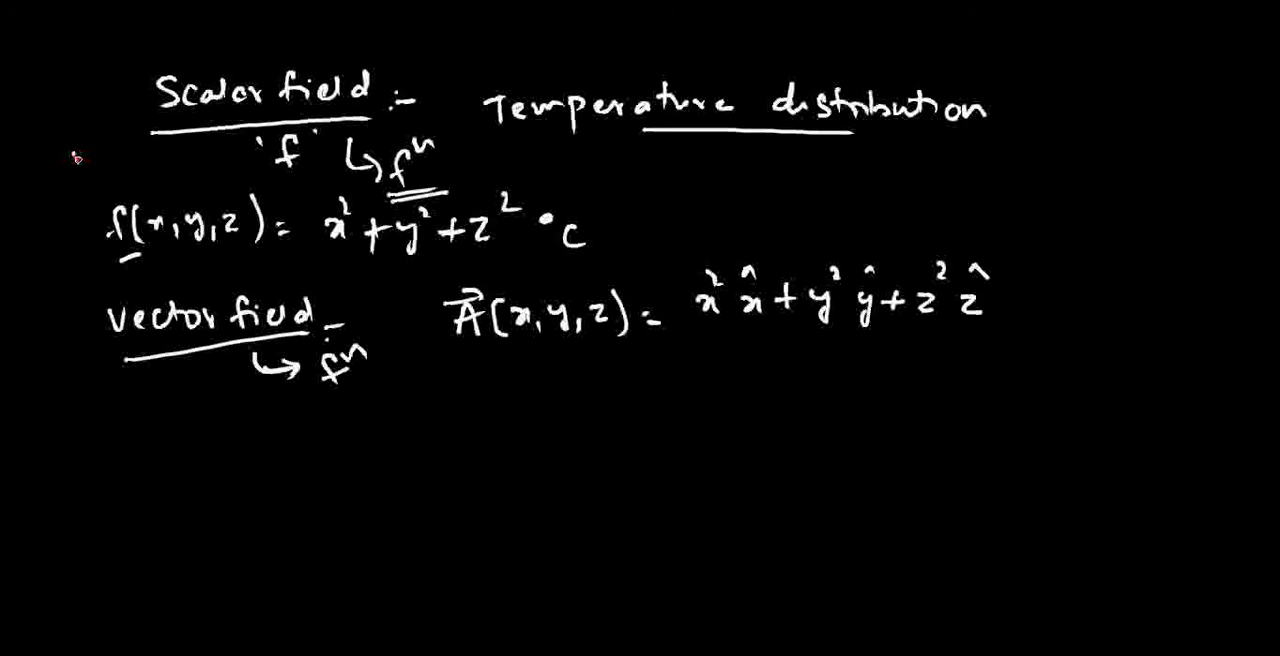 Scalar field :- Temperature distribution
'f' ↳ fⁿ
f(x,y,z) = x² + y² + z² °C
Vector field :- A⃗(x,y,z) = x² x̂ + y² ŷ + z² ẑ
↳ fⁿ